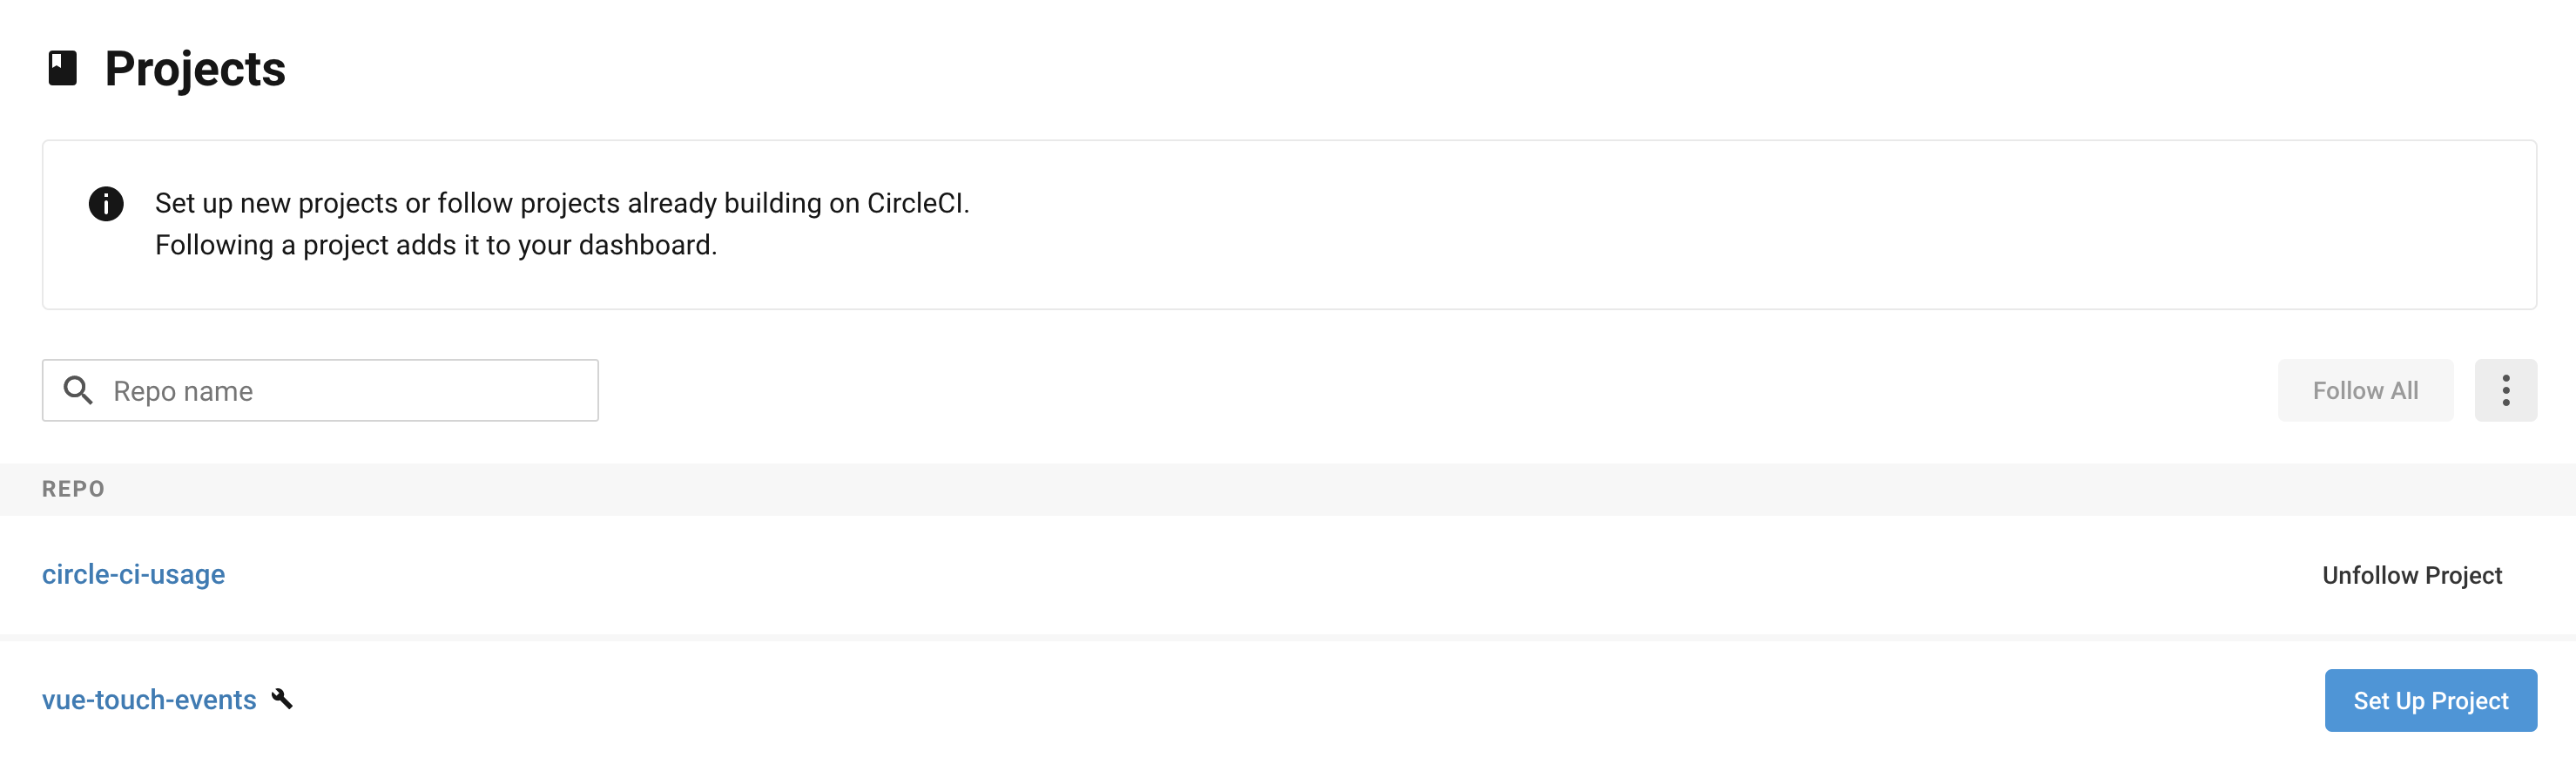 Projects
Set up new projects or follow projects already building on CircleCI.
Following a project adds it to your dashboard.
Repo name
Follow All
REPO
circle-ci-usage
Unfollow Project
vue-touch-events
Set Up Project